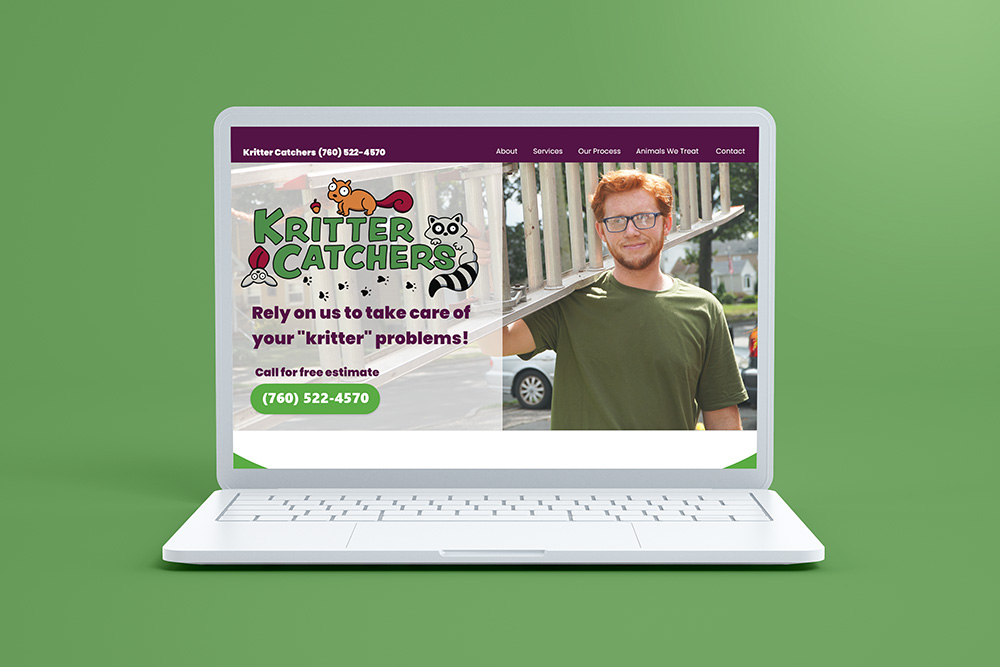 Kritter Catchers (760) 522-4570
About Services Our Process Animals We Treat Contact
KRITTER
CATCHERS
Rely on us to take care of
your "kritter" problems!
Call for free estimate
(760) 522-4570